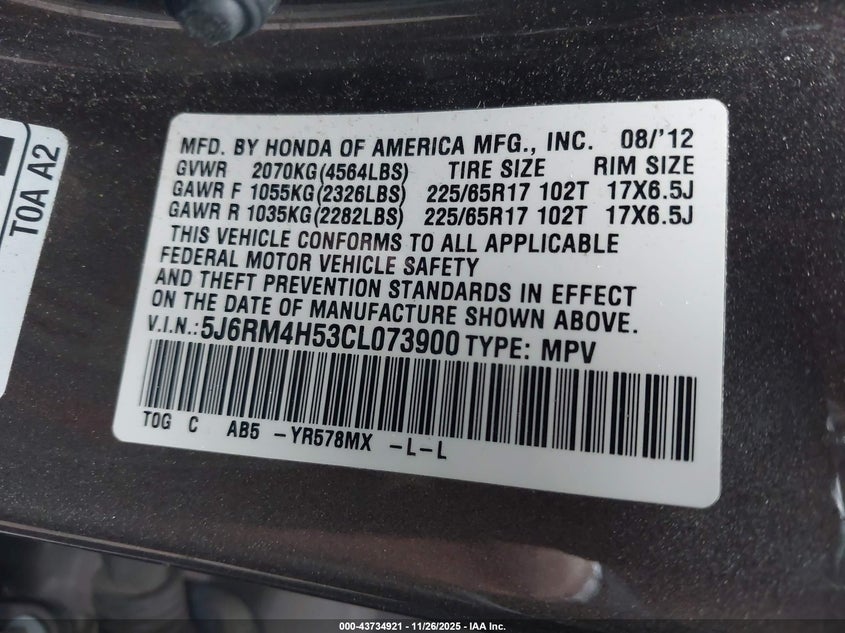 MFD. BY HONDA OF AMERICA MFG., INC. 08/'12
GVWR 2070KG(4564LBS) TIRE SIZE RIM SIZE
GAWR F 1055KG(2326LBS) 225/65R17 102T 17X6.5J
GAWR R 1035KG(2282LBS) 225/65R17 102T 17X6.5J
THIS VEHICLE CONFORMS TO ALL APPLICABLE
FEDERAL MOTOR VEHICLE SAFETY
AND THEFT PREVENTION STANDARDS IN EFFECT
ON THE DATE OF MANUFACTURE SHOWN ABOVE.
V.I.N.:5J6RM4H53CL073900 TYPE: MPV
TOG C AB5 -YR578MX -L-L
TOA A2
000-43734921 | 11/26/2025 - IAA Inc.